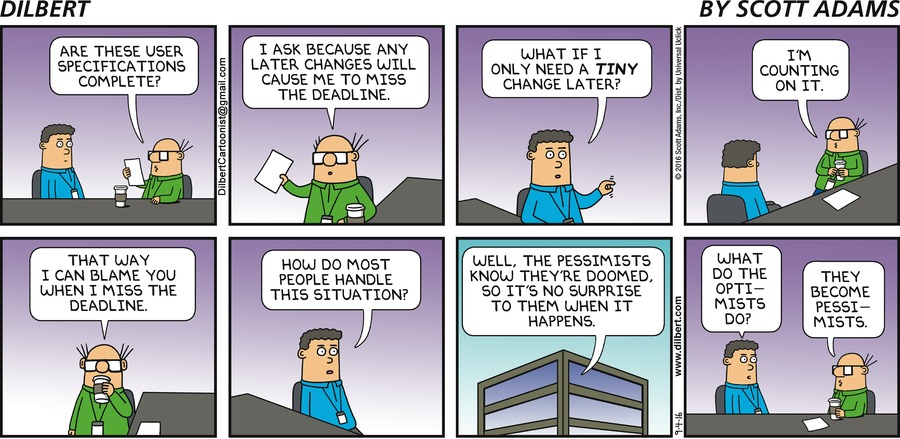 DILBERT
BY SCOTT ADAMS
ARE THESE USER
SPECIFICATIONS
COMPLETE?
DilbertCartoonist@gmail.com
I ASK BECAUSE ANY
LATER CHANGES WILL
CAUSE ME TO MISS
THE DEADLINE.
WHAT IF I
ONLY NEED A TINY
CHANGE LATER?
© 2016 Scott Adams, Inc./Dist. by Universal Uclick
I'M
COUNTING
ON IT.
THAT WAY
I CAN BLAME YOU
WHEN I MISS THE
DEADLINE.
HOW DO MOST
PEOPLE HANDLE
THIS SITUATION?
WELL, THE PESSIMISTS
KNOW THEY'RE DOOMED,
SO IT'S NO SURPRISE
TO THEM WHEN IT
HAPPENS.
9-4-16 www.dilbert.com
WHAT
DO THE
OPTI-
MISTS
DO?
THEY
BECOME
PESSI-
MISTS.